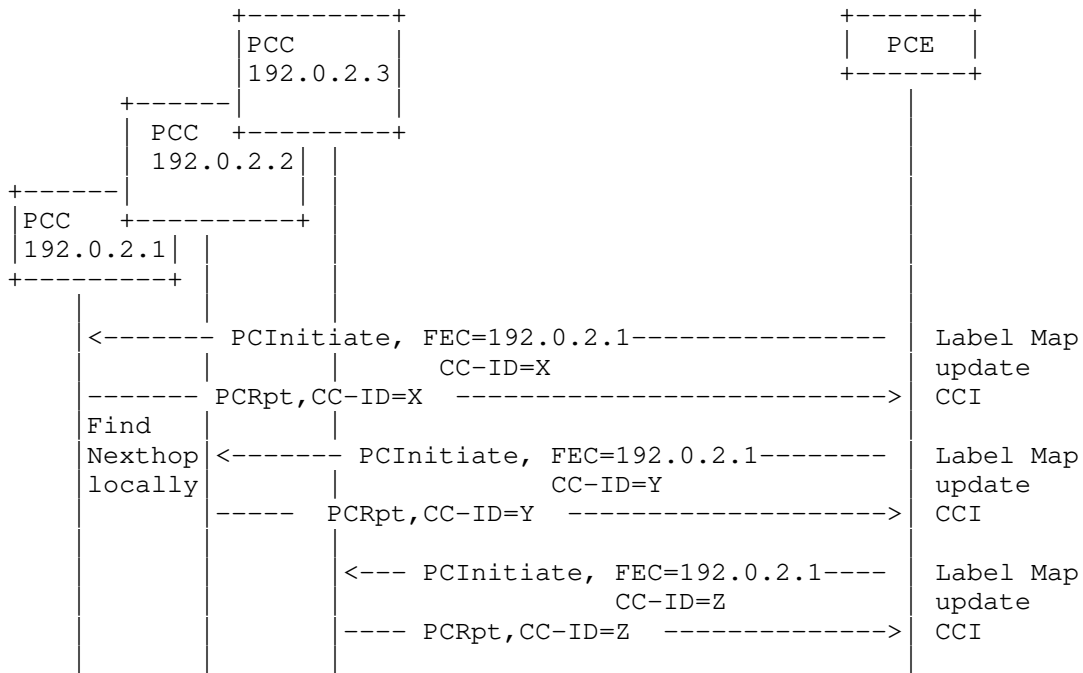 PCC
192.0.2.3
PCE
PCC
192.0.2.2
PCC
192.0.2.1
<------- PCInitiate, FEC=192.0.2.1--------------- Label Map
CC-ID=X update
------- PCRpt,CC-ID=X ---------------------------> CCI
Find
Nexthop <------- PCInitiate, FEC=192.0.2.1-------- Label Map
locally CC-ID=Y update
----- PCRpt,CC-ID=Y --------------------> CCI
<--- PCInitiate, FEC=192.0.2.1---- Label Map
CC-ID=Z update
---- PCRpt,CC-ID=Z --------------> CCI